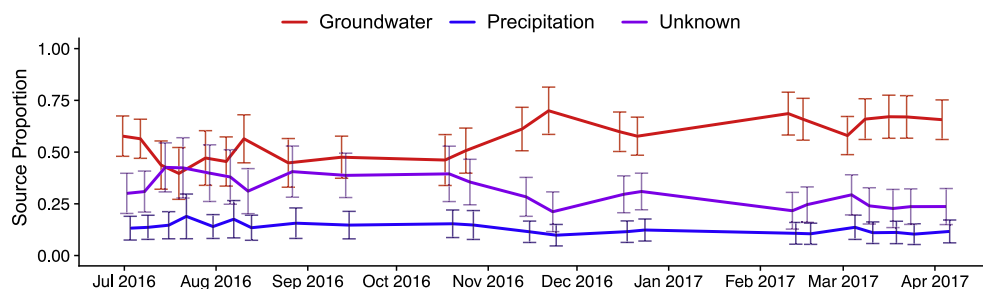 Groundwater Precipitation Unknown
Source Proportion
1.00
0.75
0.50
0.25
0.00
Jul 2016 Aug 2016 Sep 2016 Oct 2016 Nov 2016 Dec 2016 Jan 2017 Feb 2017 Mar 2017 Apr 2017